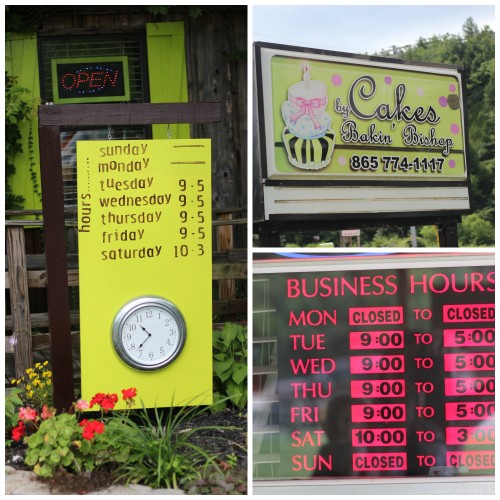 OPEN
hours......
sunday ——
monday ——
tuesday 9-5
wednesday 9-5
thursday 9-5
friday 9-5
saturday 10-3
Cakes
by Bakin' Bishop
865 774-1117
BUSINESS HOURS
MON CLOSED TO CLOSED
TUE 9:00 TO 5:00
WED 9:00 TO 5:00
THU 9:00 TO 5:00
FRI 9:00 TO 5:00
SAT 10:00 TO 3:00
SUN CLOSED TO CLOSED